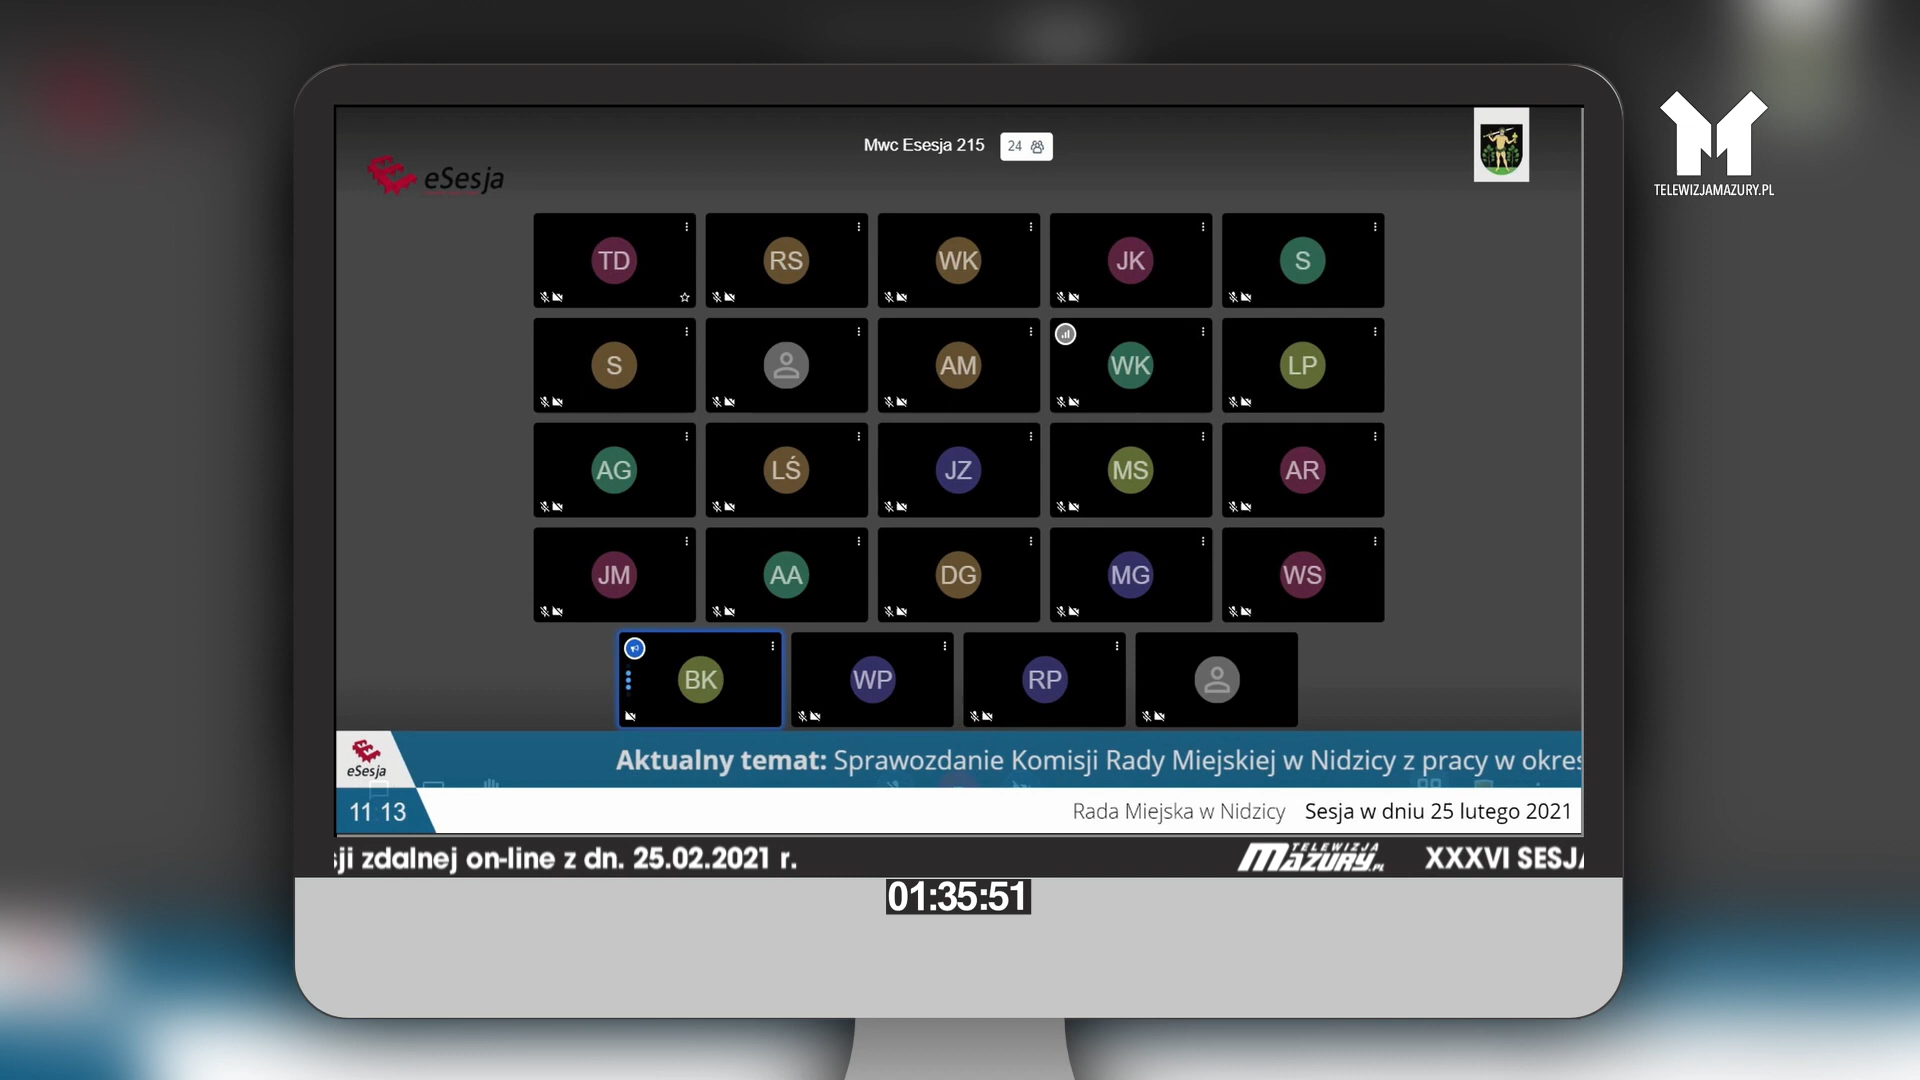 Mwc Esesja 215 24
eSesja
TELEWIZJAMAZURY.PL
TD RS WK JK S
S AM WK LP
AG LŚ JZ MS AR
JM AA DG MG WS
BK WP RP
eSesja
Aktualny temat: Sprawozdanie Komisji Rady Miejskiej w Nidzicy z pracy w okres
11 13
Rada Miejska w Nidzicy Sesja w dniu 25 lutego 2021
ji zdalnej on-line z dn. 25.02.2021 r. TELEWIZJA MAZURY.PL XXXVI SESJA
01:35:51